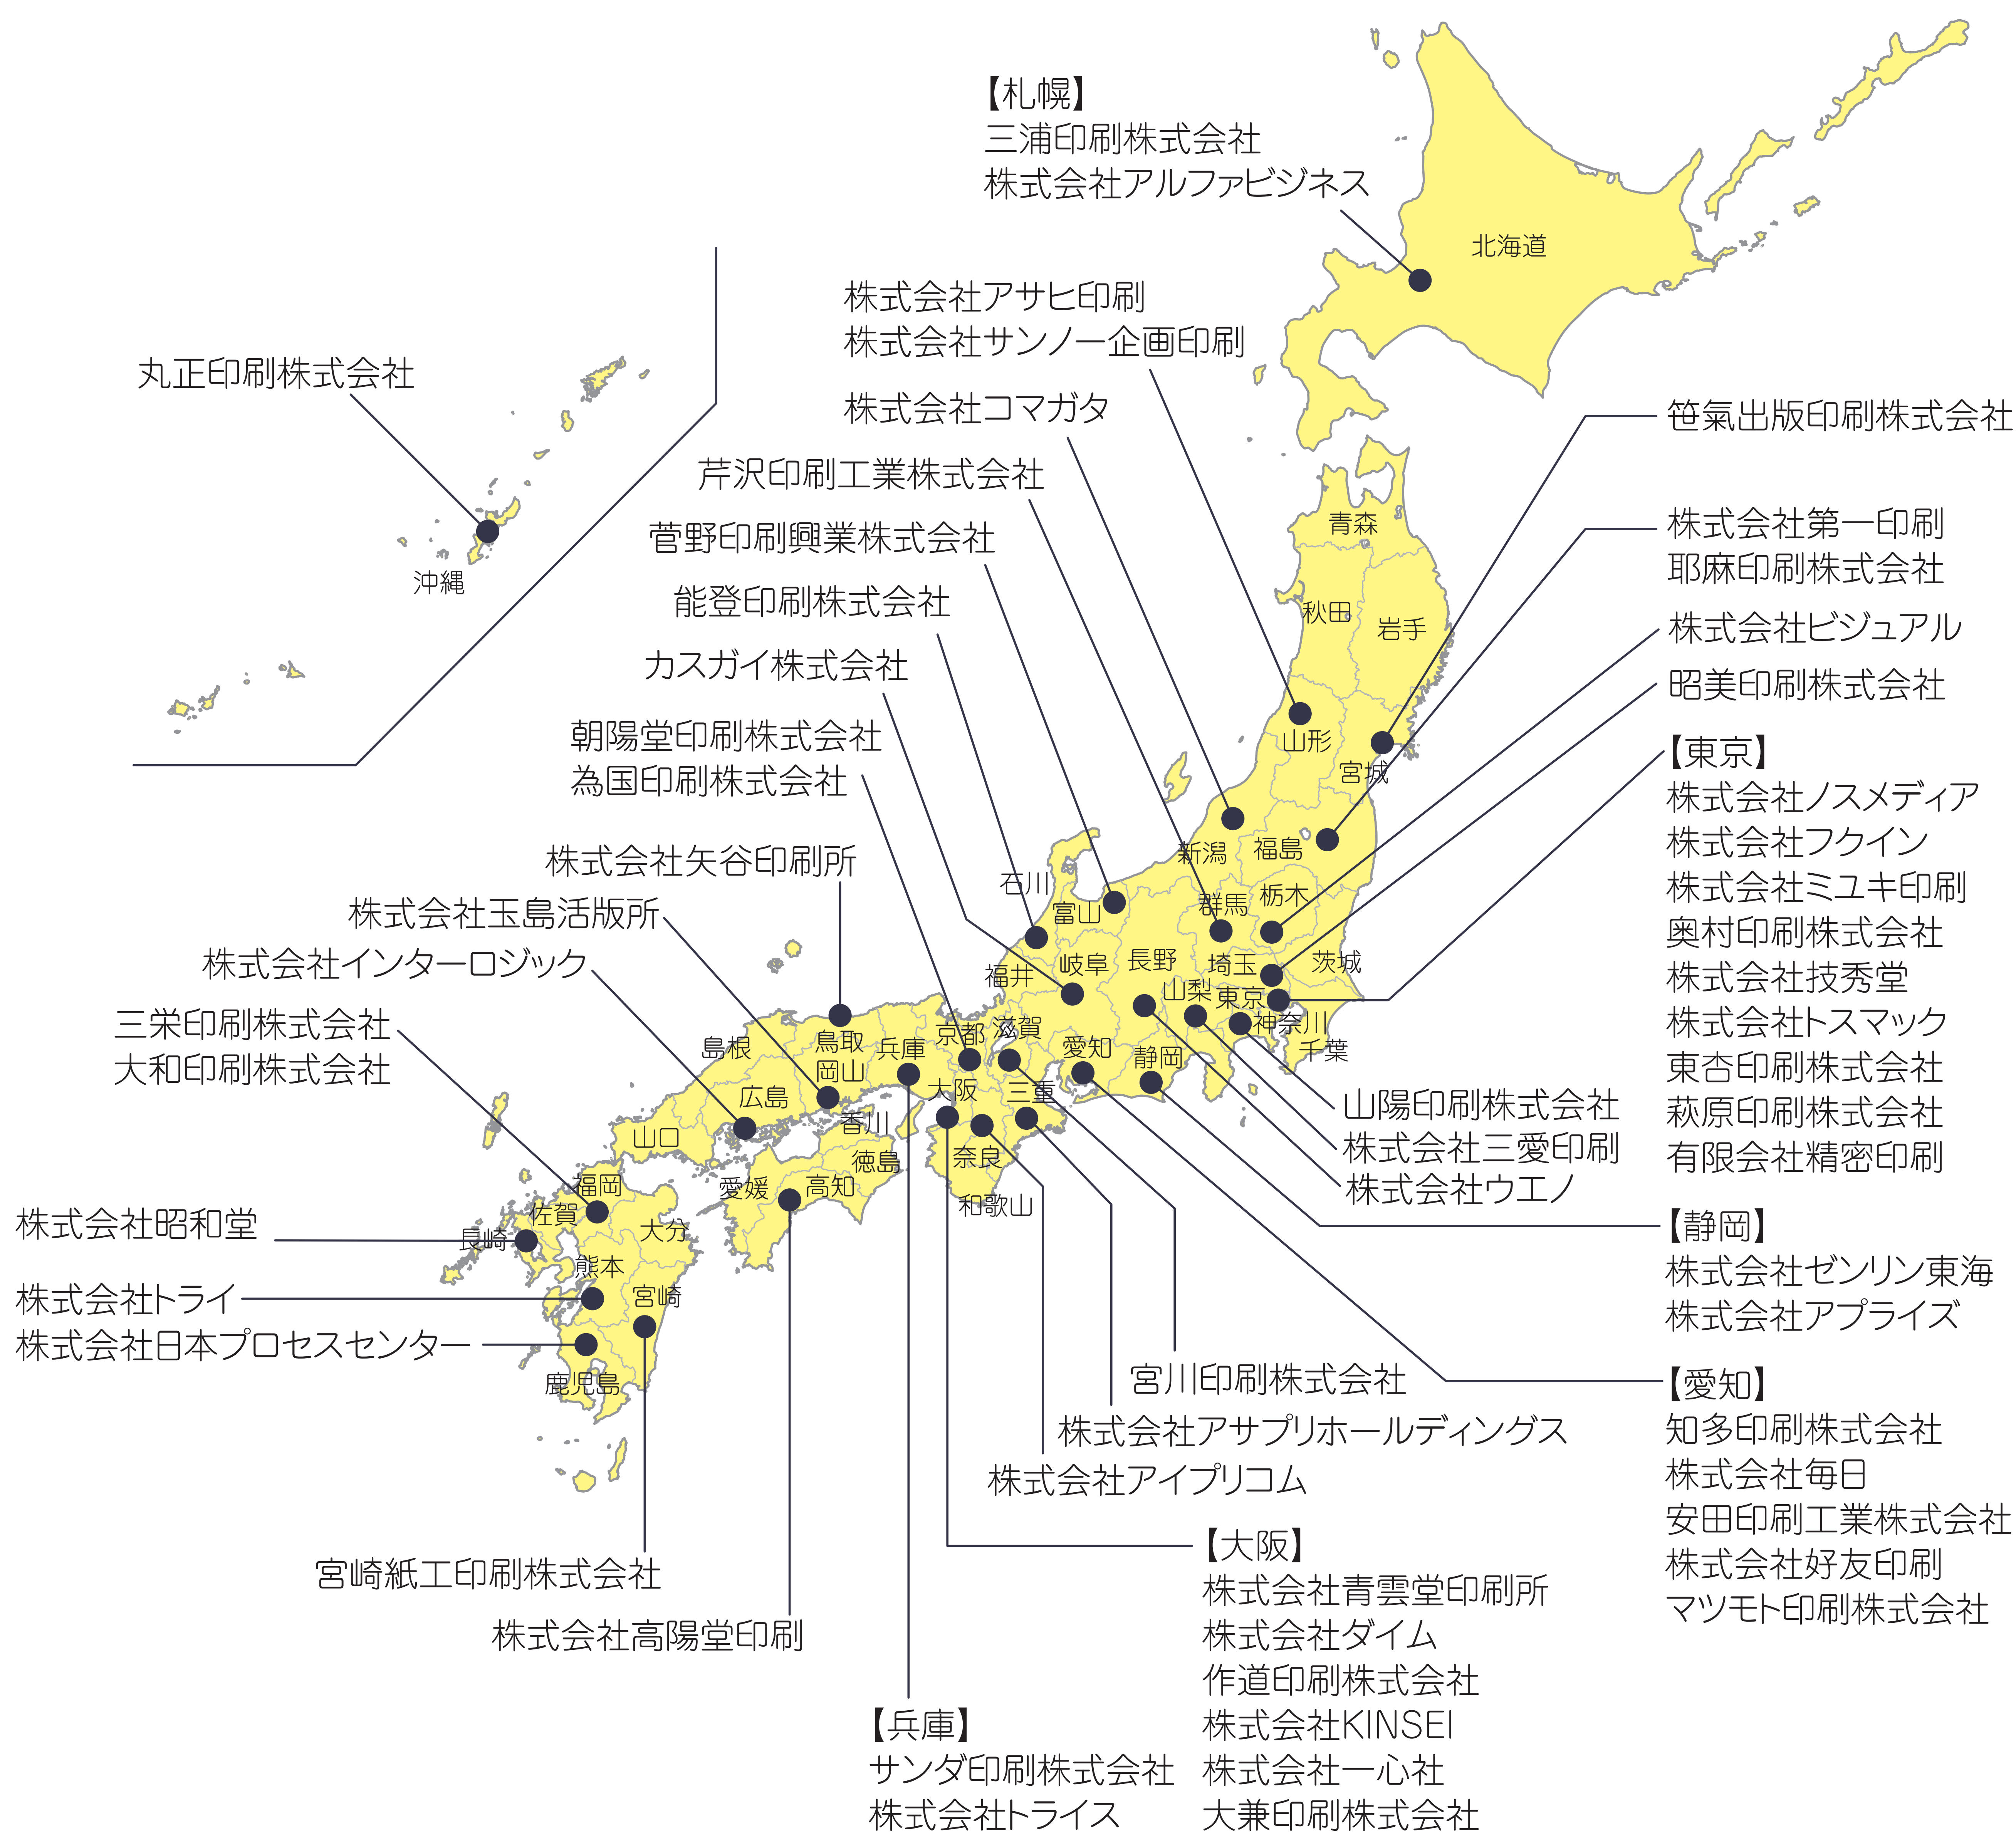 【札幌】
三浦印刷株式会社
株式会社アルファビジネス
北海道
株式会社アサヒ印刷
株式会社サンノー企画印刷
丸正印刷株式会社
沖縄
株式会社コマガタ
芹沢印刷工業株式会社
菅野印刷興業株式会社
能登印刷株式会社
カスガイ株式会社
朝陽堂印刷株式会社
為国印刷株式会社
株式会社矢谷印刷所
株式会社玉島活版所
株式会社インターロジック
三栄印刷株式会社
大和印刷株式会社
株式会社昭和堂
株式会社トライ
株式会社日本プロセスセンター
宮崎紙工印刷株式会社
株式会社高陽堂印刷
笹氣出版印刷株式会社
株式会社第一印刷
耶麻印刷株式会社
株式会社ビジュアル
昭美印刷株式会社
【東京】
株式会社ノスメディア
株式会社フクイン
株式会社ミユキ印刷
奥村印刷株式会社
株式会社技秀堂
株式会社トスマック
東杏印刷株式会社
萩原印刷株式会社
有限会社精密印刷
山陽印刷株式会社
株式会社三愛印刷
株式会社ウエノ
【静岡】
株式会社ゼンリン東海
株式会社アプライズ
【愛知】
知多印刷株式会社
株式会社毎日
安田印刷工業株式会社
株式会社好友印刷
マツモト印刷株式会社
宮川印刷株式会社
株式会社アサプリホールディングス
株式会社アイプリコム
【大阪】
株式会社青雲堂印刷所
株式会社ダイム
作道印刷株式会社
株式会社KINSEI
株式会社一心社
大兼印刷株式会社
【兵庫】
サンダ印刷株式会社
株式会社トライス
青森
秋田
岩手
山形
宮城
新潟
福島
石川
富山
群馬
栃木
福井
岐阜
長野
埼玉
茨城
山梨
東京
神奈川
千葉
島根
鳥取
兵庫
京都
滋賀
愛知
静岡
岡山
広島
大阪
三重
山口
香川
徳島
奈良
愛媛
高知
和歌山
福岡
佐賀
長崎
大分
熊本
宮崎
鹿児島